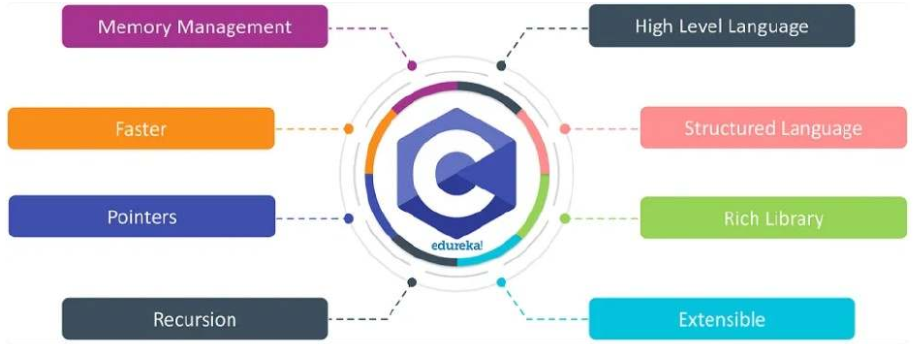 Memory Management
High Level Language
Faster
Structured Language
Pointers
Rich Library
C
edureka!
Recursion
Extensible